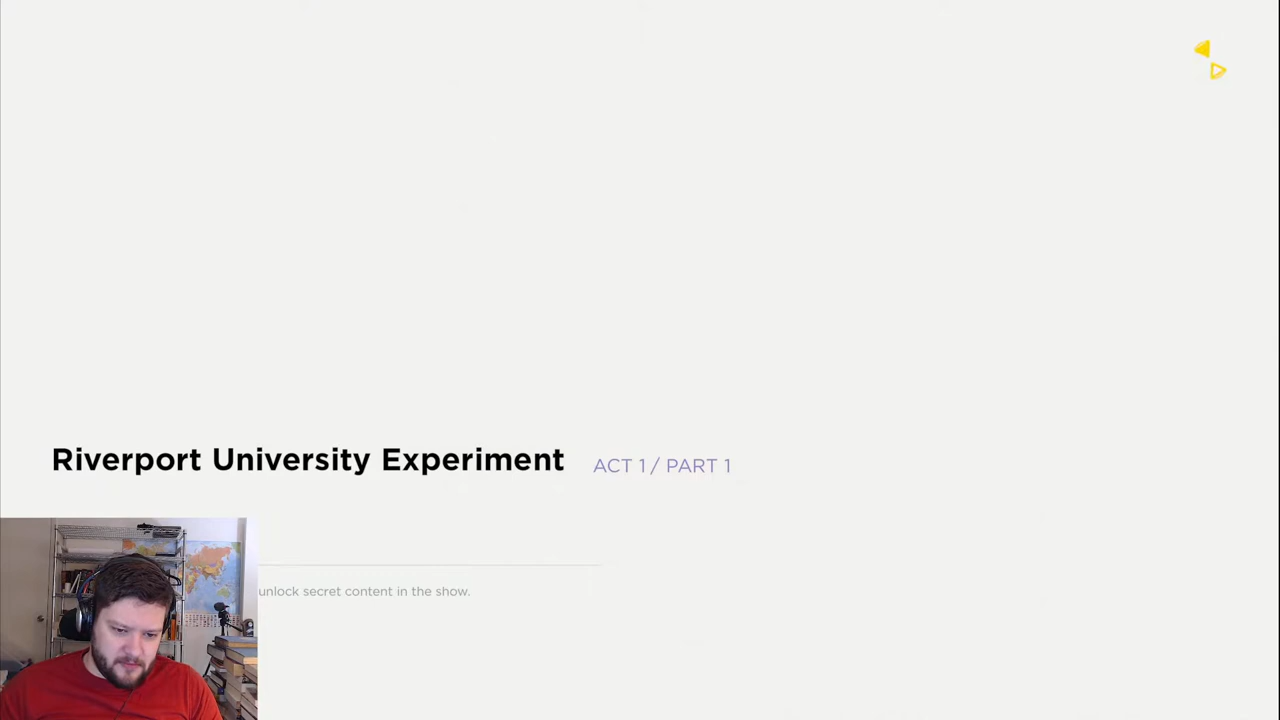 Riverport University Experiment ACT 1 / PART 1
unlock secret content in the show.